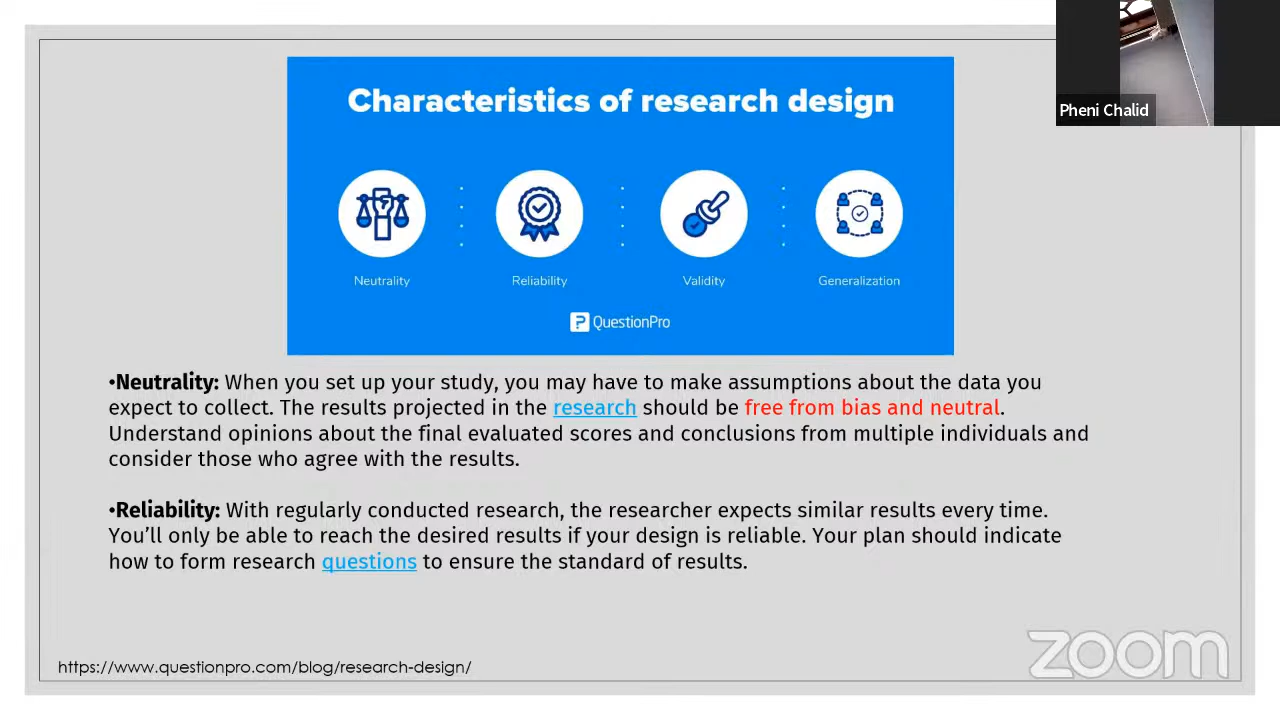 Characteristics of research design
Neutrality
Reliability
Validity
Generalization
QuestionPro
Pheni Chalid
•Neutrality: When you set up your study, you may have to make assumptions about the data you
expect to collect. The results projected in the research should be free from bias and neutral.
Understand opinions about the final evaluated scores and conclusions from multiple individuals and
consider those who agree with the results.
•Reliability: With regularly conducted research, the researcher expects similar results every time.
You’ll only be able to reach the desired results if your design is reliable. Your plan should indicate
how to form research questions to ensure the standard of results.
https://www.questionpro.com/blog/research-design/
zoom